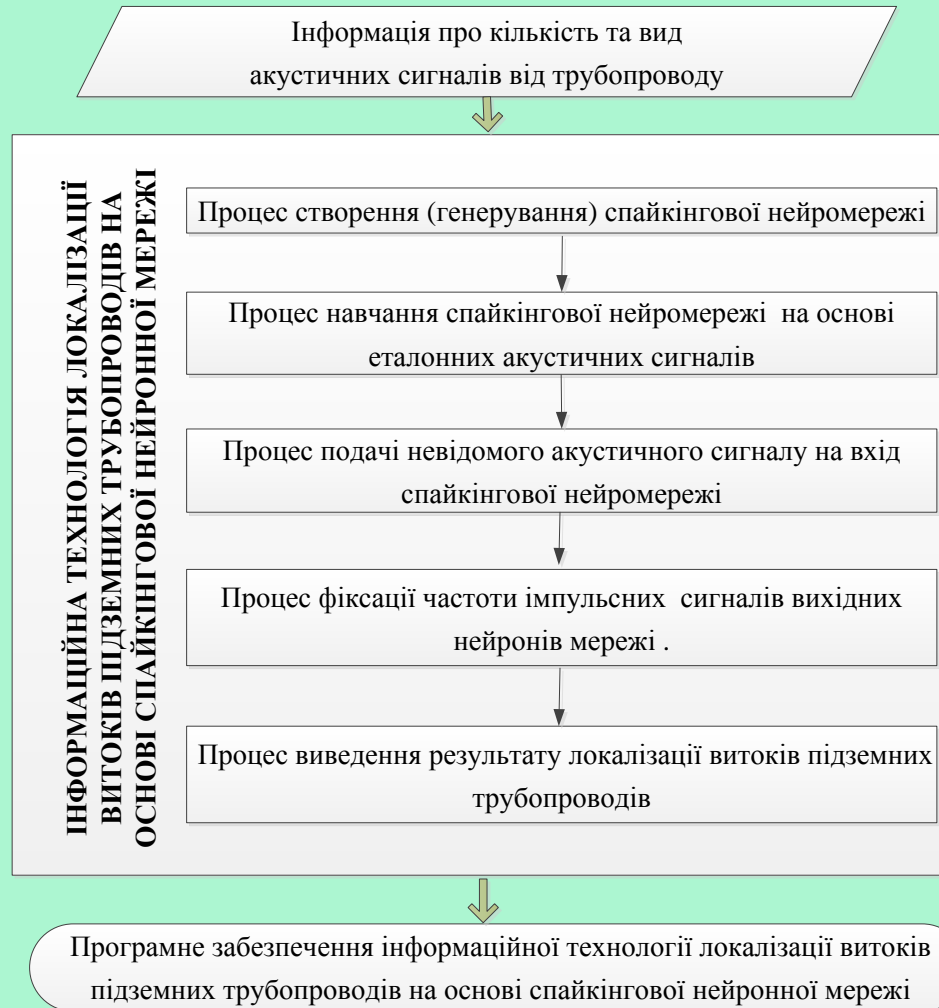 Інформація про кількість та вид
акустичних сигналів від трубопроводу
ІНФОРМАЦІЙНА ТЕХНОЛОГІЯ ЛОКАЛІЗАЦІЇ
ВИТОКІВ ПІДЗЕМНИХ ТРУБОПРОВОДІВ НА
ОСНОВІ СПАЙКІНГОВОЇ НЕЙРОННОЇ МЕРЕЖІ
Процес створення (генерування) спайкінгової нейромережі
Процес навчання спайкінгової нейромережі на основі
еталонних акустичних сигналів
Процес подачі невідомого акустичного сигналу на вхід
спайкінгової нейромережі
Процес фіксації частоти імпульсних сигналів вихідних
нейронів мережі .
Процес виведення результату локалізації витоків підземних
трубопроводів
Програмне забезпечення інформаційної технології локалізації витоків
підземних трубопроводів на основі спайкінгової нейронної мережі